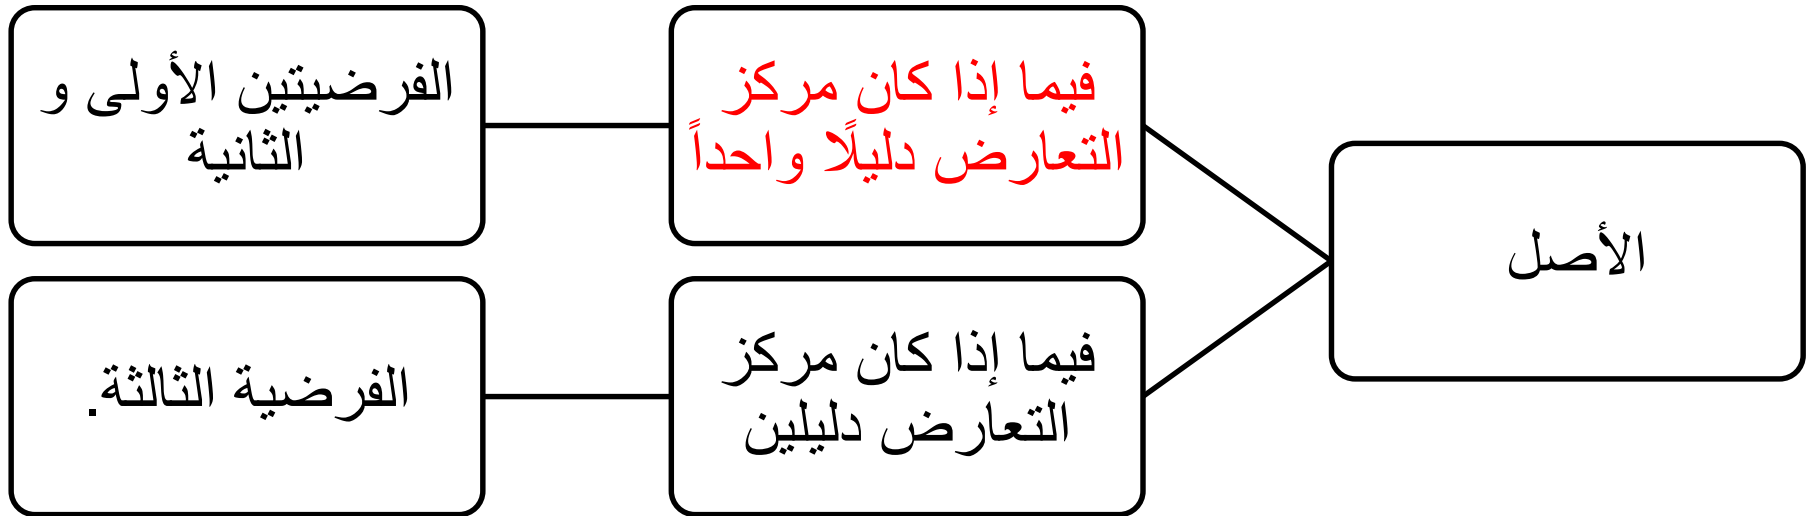 الأصل
فيما إذا كان مركز
التعارض دليلًا واحداً
الفرضيتين الأولى و
الثانية
فيما إذا كان مركز
التعارض دليلين
الفرضية الثالثة.